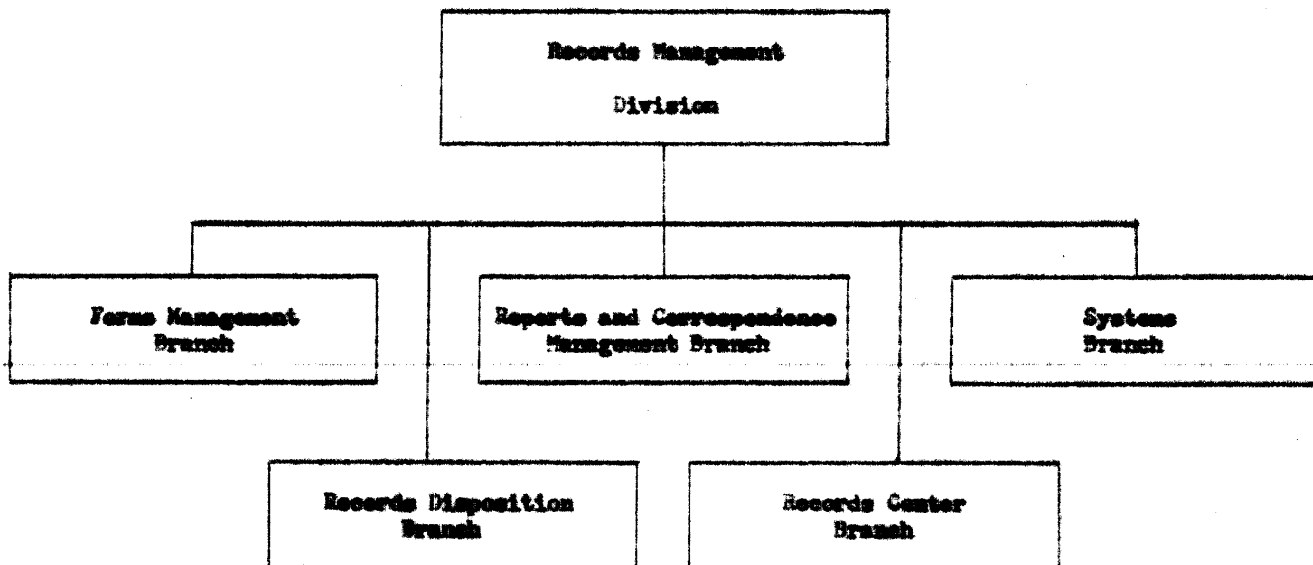 Records Management
Division
Forms Management
Branch
Reports and Correspondence
Management Branch
Systems
Branch
Records Disposition
Branch
Records Center
Branch